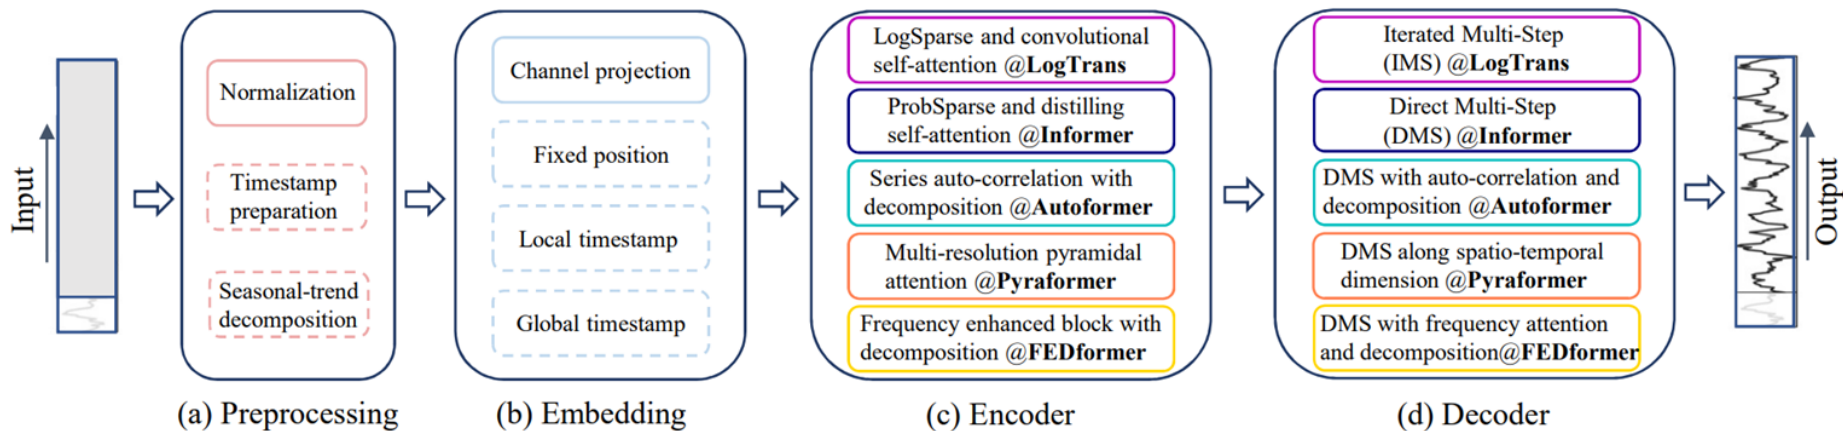 Input
Normalization
Timestamp
preparation
Seasonal-trend
decomposition
(a) Preprocessing
Channel projection
Fixed position
Local timestamp
Global timestamp
(b) Embedding
LogSparse and convolutional
self-attention @LogTrans
ProbSparse and distilling
self-attention @Informer
Series auto-correlation with
decomposition @Autoformer
Multi-resolution pyramidal
attention @Pyraformer
Frequency enhanced block with
decomposition @FEDformer
(c) Encoder
Iterated Multi-Step
(IMS) @LogTrans
Direct Multi-Step
(DMS) @Informer
DMS with auto-correlation and
decomposition @Autoformer
DMS along spatio-temporal
dimension @Pyraformer
DMS with frequency attention
and decomposition@FEDformer
(d) Decoder
Output